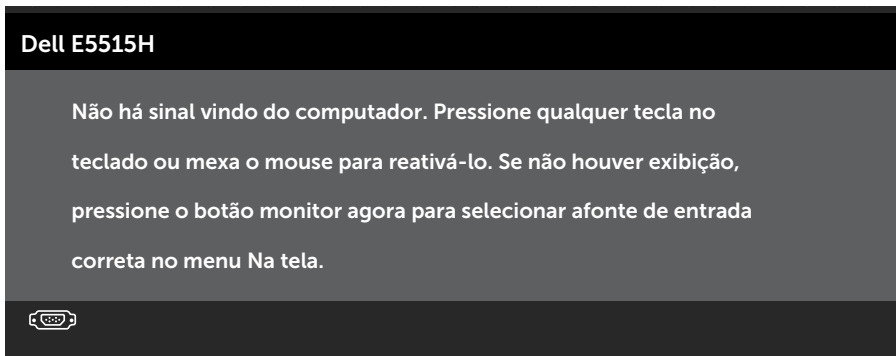 Dell E5515H
Não há sinal vindo do computador. Pressione qualquer tecla no
teclado ou mexa o mouse para reativá-lo. Se não houver exibição,
pressione o botão monitor agora para selecionar afonte de entrada
correta no menu Na tela.